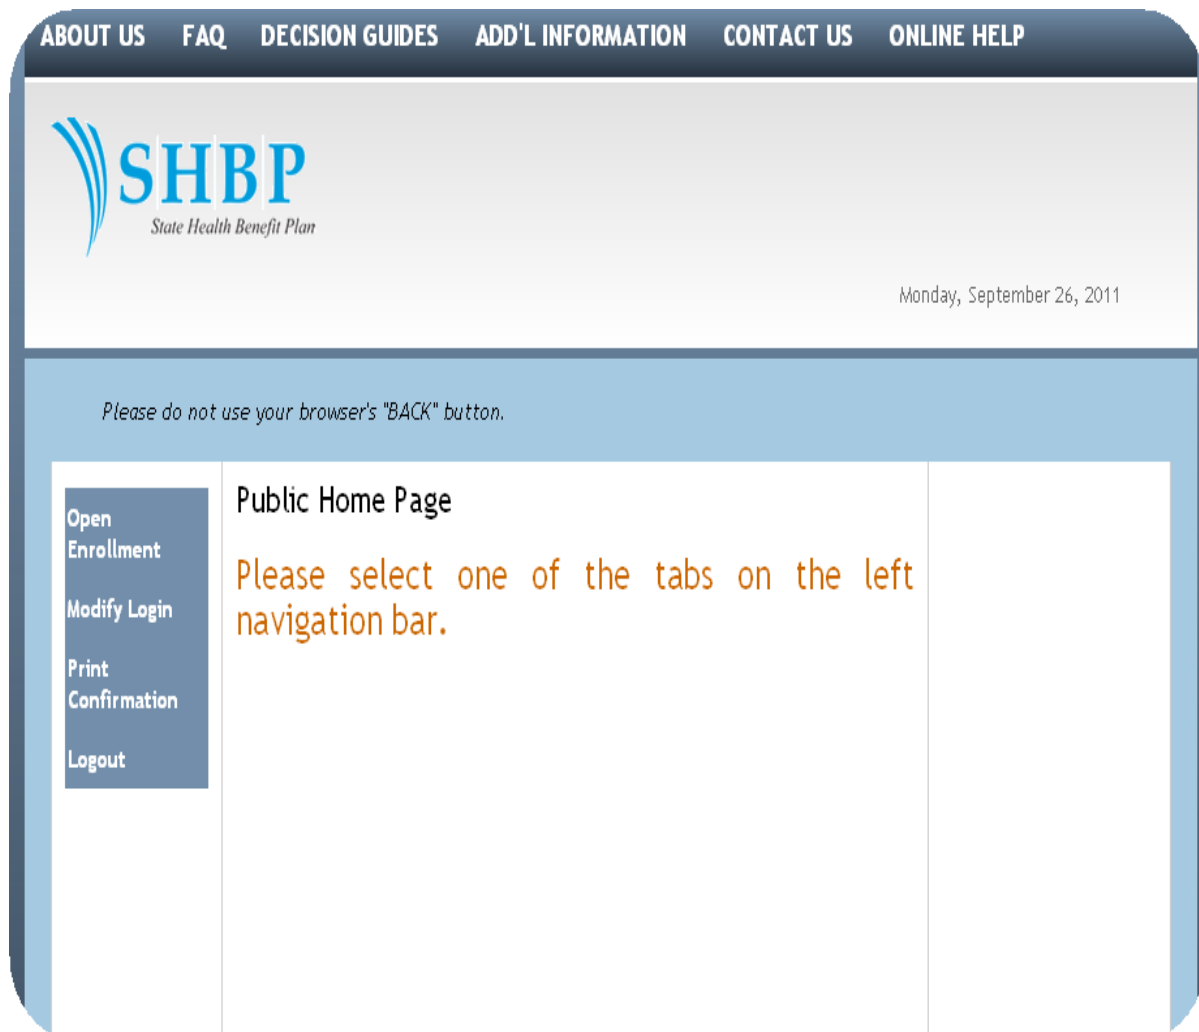 ABOUT US FAQ DECISION GUIDES ADD'L INFORMATION CONTACT US ONLINE HELP
SHBP
State Health Benefit Plan
Monday, September 26, 2011
Please do not use your browser's "BACK" button.
Open
Enrollment
Modify Login
Print
Confirmation
Logout
Public Home Page
Please select one of the tabs on the left
navigation bar.